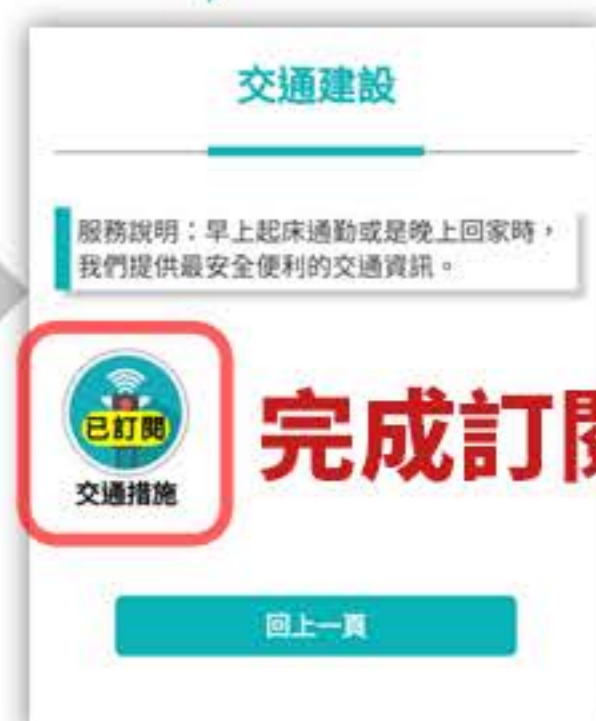 交通建設
服務說明：早上起床通勤或是晚上回家時，
我們提供最安全便利的交通資訊。
已訂閱
完成訂閱
交通措施
回上一頁